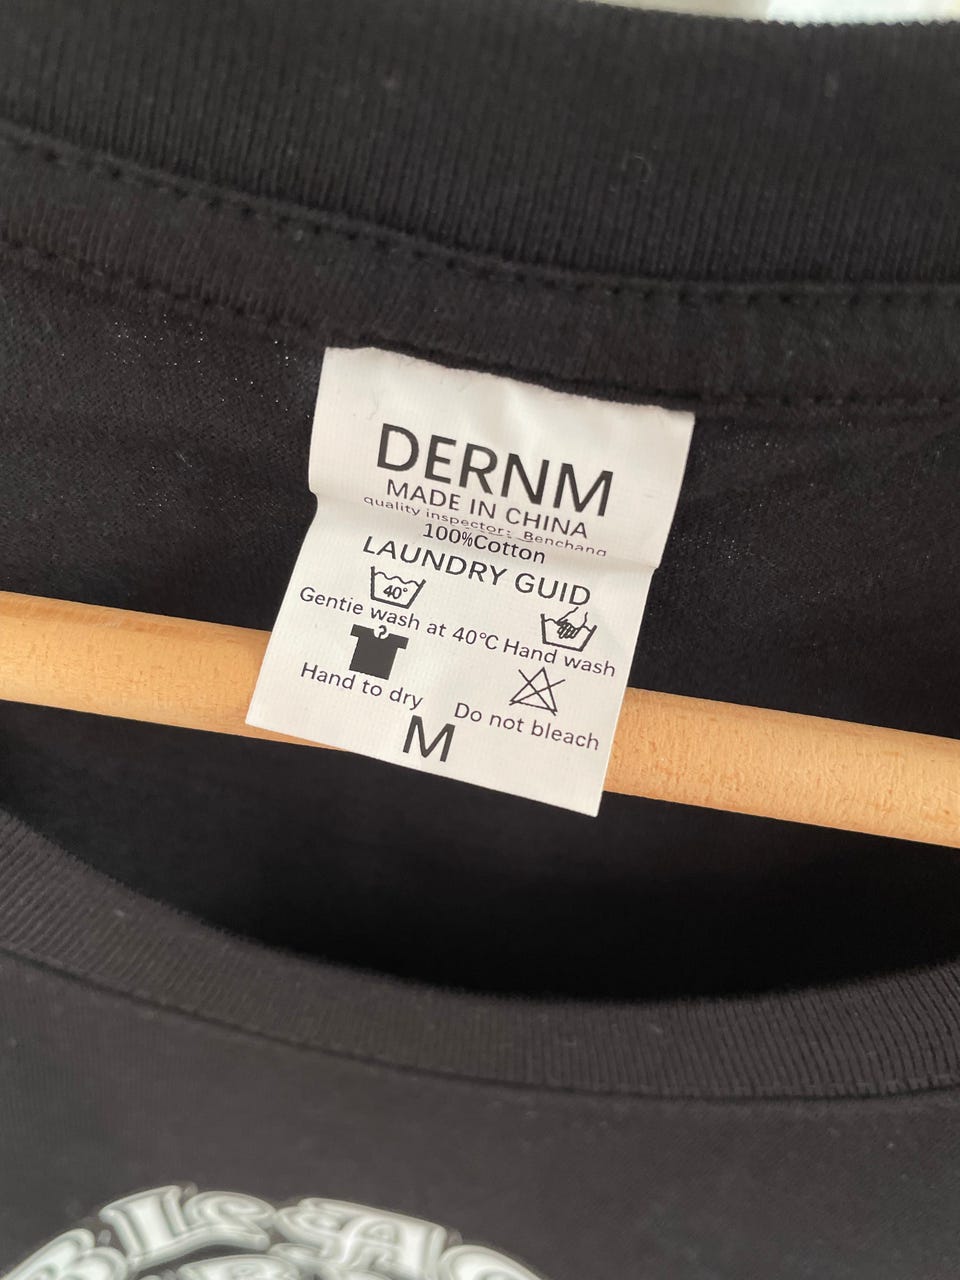 DERNM
MADE IN CHINA
quality inspector: Benchang
100%Cotton
LAUNDRY GUID
40°
Gentie wash at 40℃ Hand wash
Hand to dry
Do not bleach
M